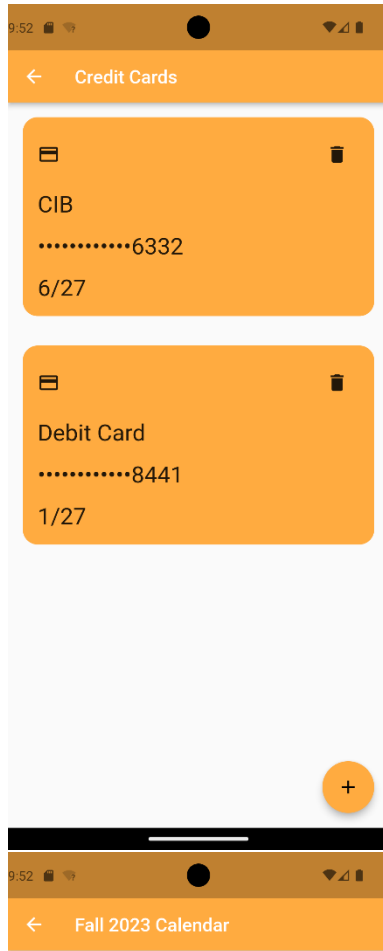 9:52
Credit Cards
CIB
••••••••••••6332
6/27
Debit Card
••••••••••••8441
1/27
+
9:52
Fall 2023 Calendar